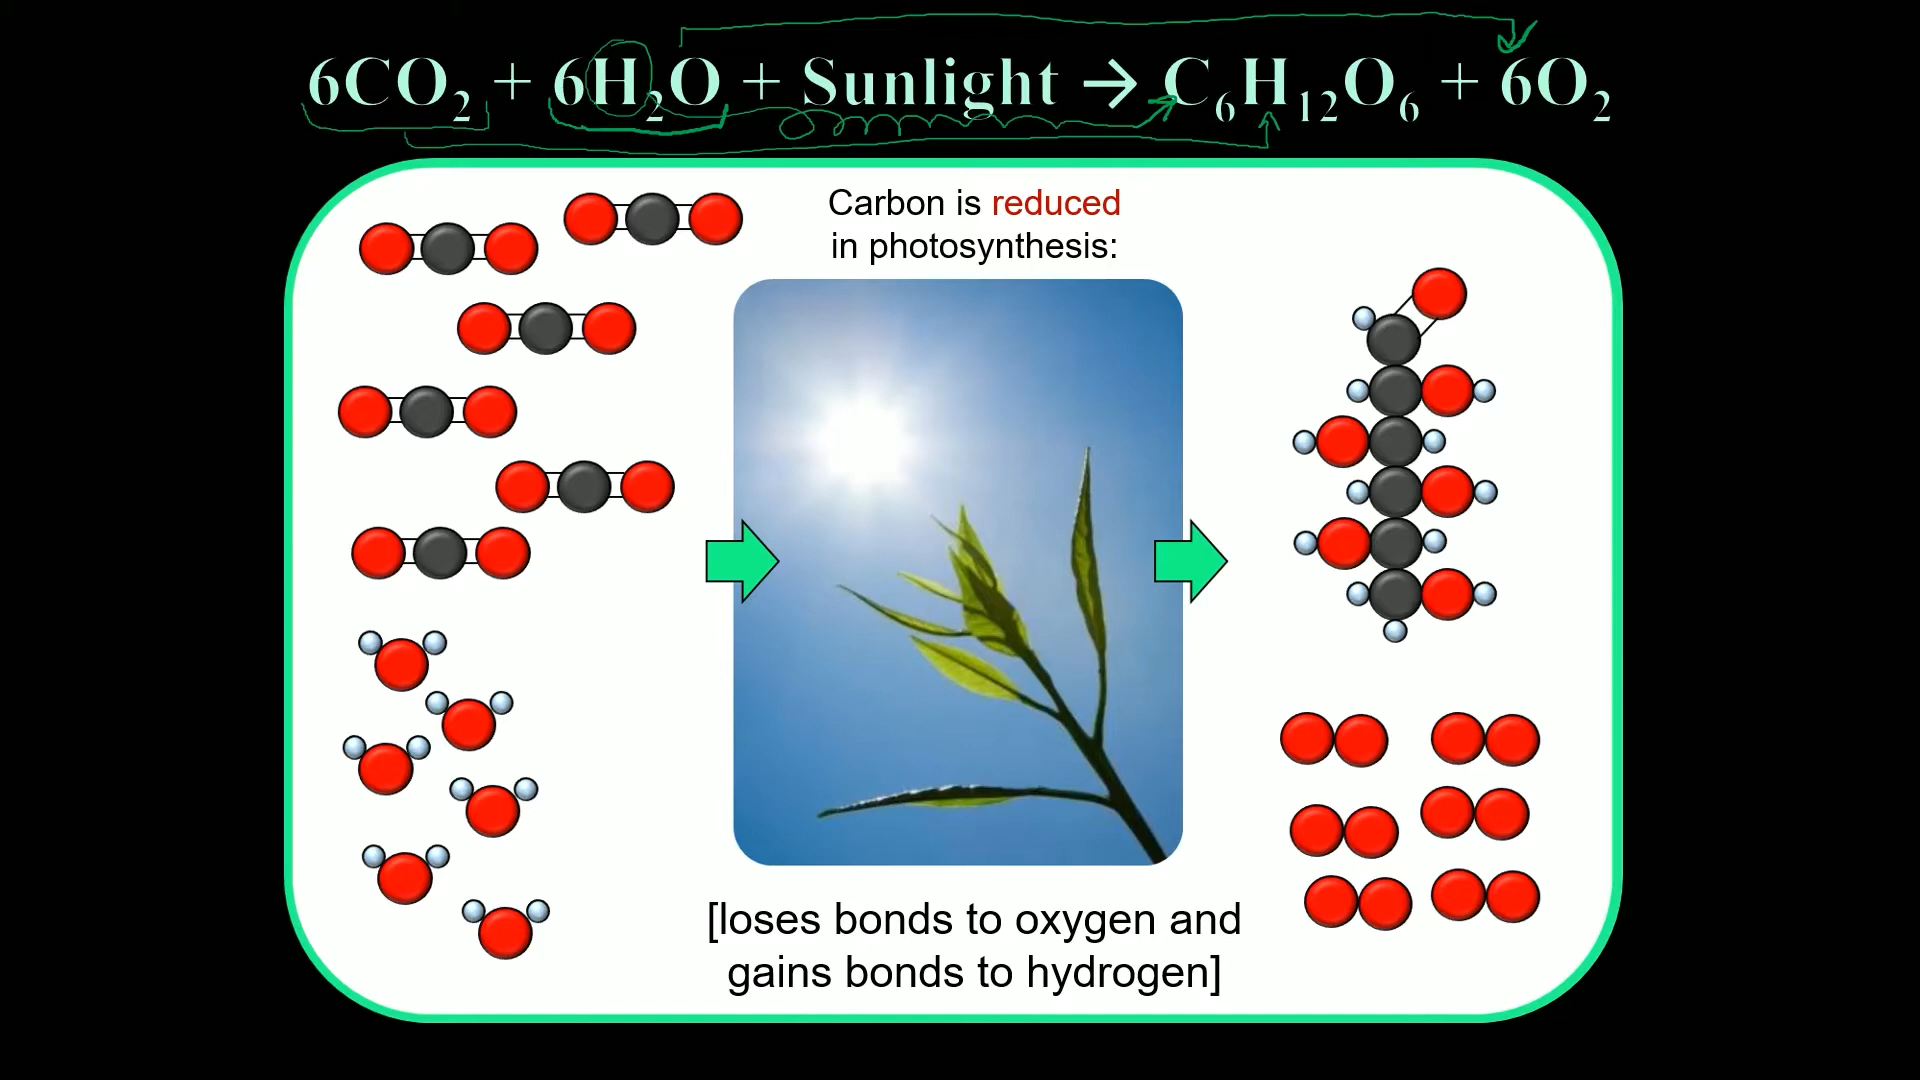 6CO₂ + 6H₂O + Sunlight → C₆H₁₂O₆ + 6O₂
Carbon is reduced
in photosynthesis:
[loses bonds to oxygen and
gains bonds to hydrogen]